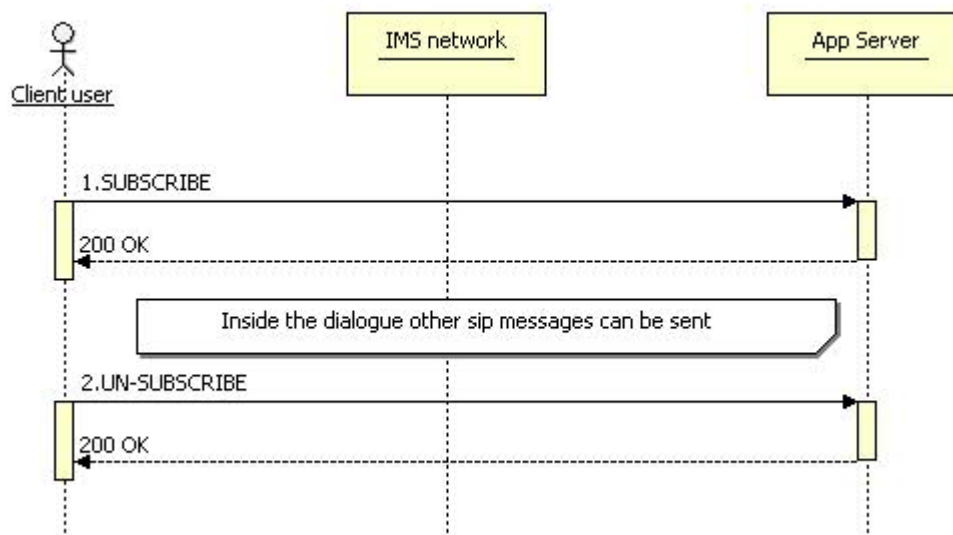 Client user
IMS network
App Server
1.SUBSCRIBE
200 OK
Inside the dialogue other sip messages can be sent
2.UN-SUBSCRIBE
200 OK